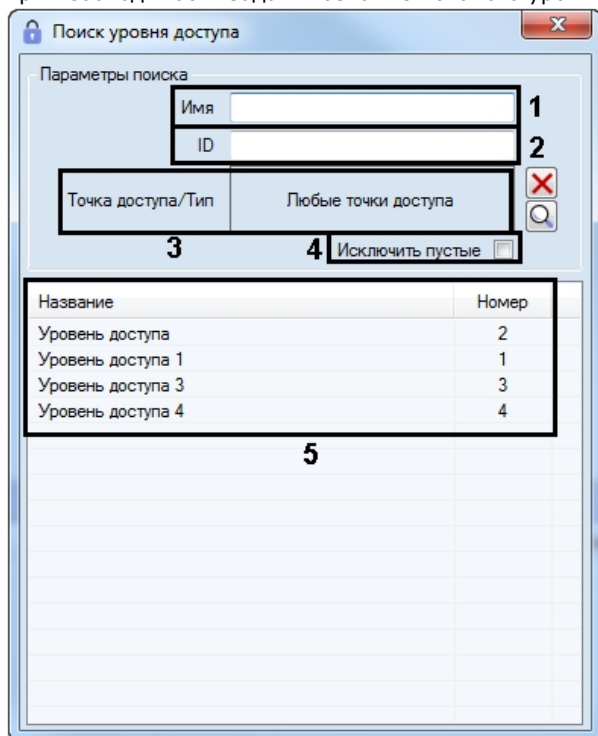 Поиск уровня доступа
Параметры поиска
Имя 1
ID 2
Точка доступа/Тип Любые точки доступа
3 4 Исключить пустые
Название Номер
Уровень доступа 2
Уровень доступа 1 1
Уровень доступа 3 3
Уровень доступа 4 4
5